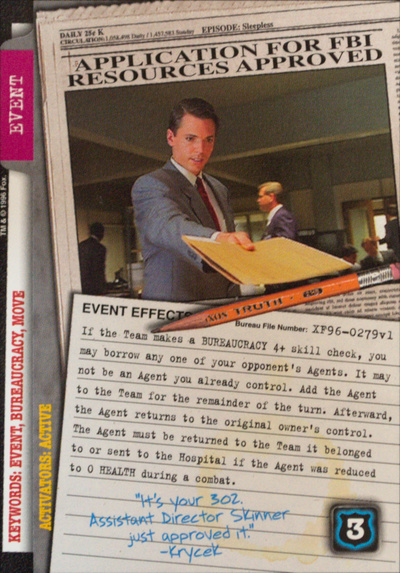 DAILY 25¢ K
EPISODE: Sleepless
CIRCULATION: 1,058,498 Daily / 1,453,983 Sunday
APPLICATION FOR FBI
RESOURCES APPROVED
EVENT
TM & © 1996 Fox.
KEYWORDS: EVENT, BUREAUCRACY, MOVE
ACTIVATORS: ACTIVE
TRUTH
EVENT EFFECTS
Bureau File Number: XF96-0279v1
If the Team makes a BUREAUCRACY 4+ skill check, you
may borrow any one of your opponent's Agents. It may
not be an Agent you already control. Add the Agent
to the Team for the remainder of the turn. Afterward,
the Agent returns to the original owner's control.
The Agent must be returned to the Team it belonged
to or sent to the Hospital if the Agent was reduced
to 0 HEALTH during a combat.
"It's your 302.
Assistant Director Skinner
just approved it."
-Krycek
3